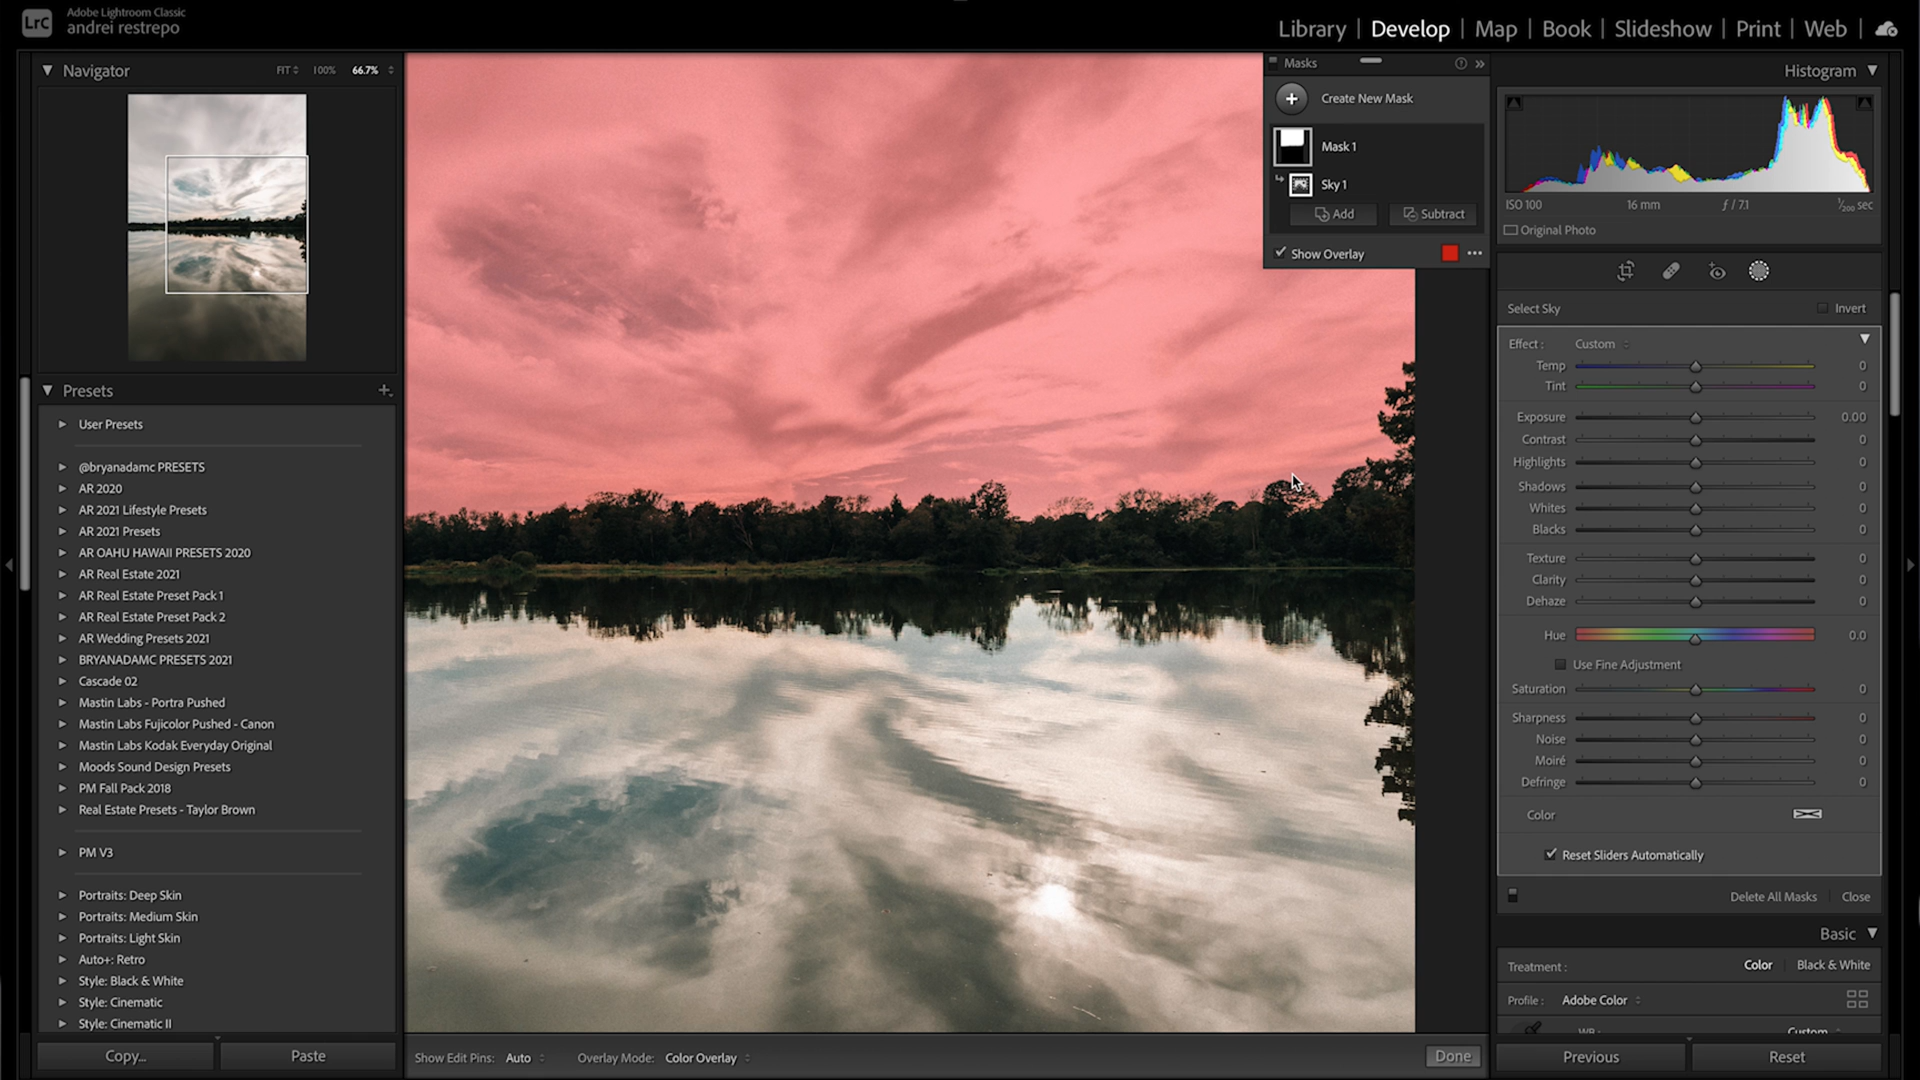 LrC
Adobe Lightroom Classic
andrei restrepo
Library | Develop | Map | Book | Slideshow | Print | Web
Navigator
FIT 100% 66.7%
Presets
User Presets
@bryanadamc PRESETS
AR 2020
AR 2021 Lifestyle Presets
AR 2021 Presets
AR OAHU HAWAII PRESETS 2020
AR Real Estate 2021
AR Real Estate Preset Pack 1
AR Real Estate Preset Pack 2
AR Wedding Presets 2021
BRYANADAMC PRESETS 2021
Cascade 02
Mastin Labs - Portra Pushed
Mastin Labs Fujicolor Pushed - Canon
Mastin Labs Kodak Everyday Original
Moods Sound Design Presets
PM Fall Pack 2018
Real Estate Presets - Taylor Brown
PM V3
Portraits: Deep Skin
Portraits: Medium Skin
Portraits: Light Skin
Auto+: Retro
Style: Black & White
Style: Cinematic
Style: Cinematic II
Copy...
Paste
Masks
Create New Mask
Mask 1
Sky 1
Add
Subtract
Show Overlay
Show Edit Pins: Auto
Overlay Mode: Color Overlay
Done
Histogram
ISO 100 16 mm ƒ / 7.1 1/200 sec
Original Photo
Select Sky
Invert
Effect : Custom
Temp 0
Tint 0
Exposure 0.00
Contrast 0
Highlights 0
Shadows 0
Whites 0
Blacks 0
Texture 0
Clarity 0
Dehaze 0
Hue 0.0
Use Fine Adjustment
Saturation 0
Sharpness 0
Noise 0
Moiré 0
Defringe 0
Color
Reset Sliders Automatically
Delete All Masks
Close
Basic
Treatment : Color Black & White
Profile : Adobe Color
WB : Custom
Previous
Reset